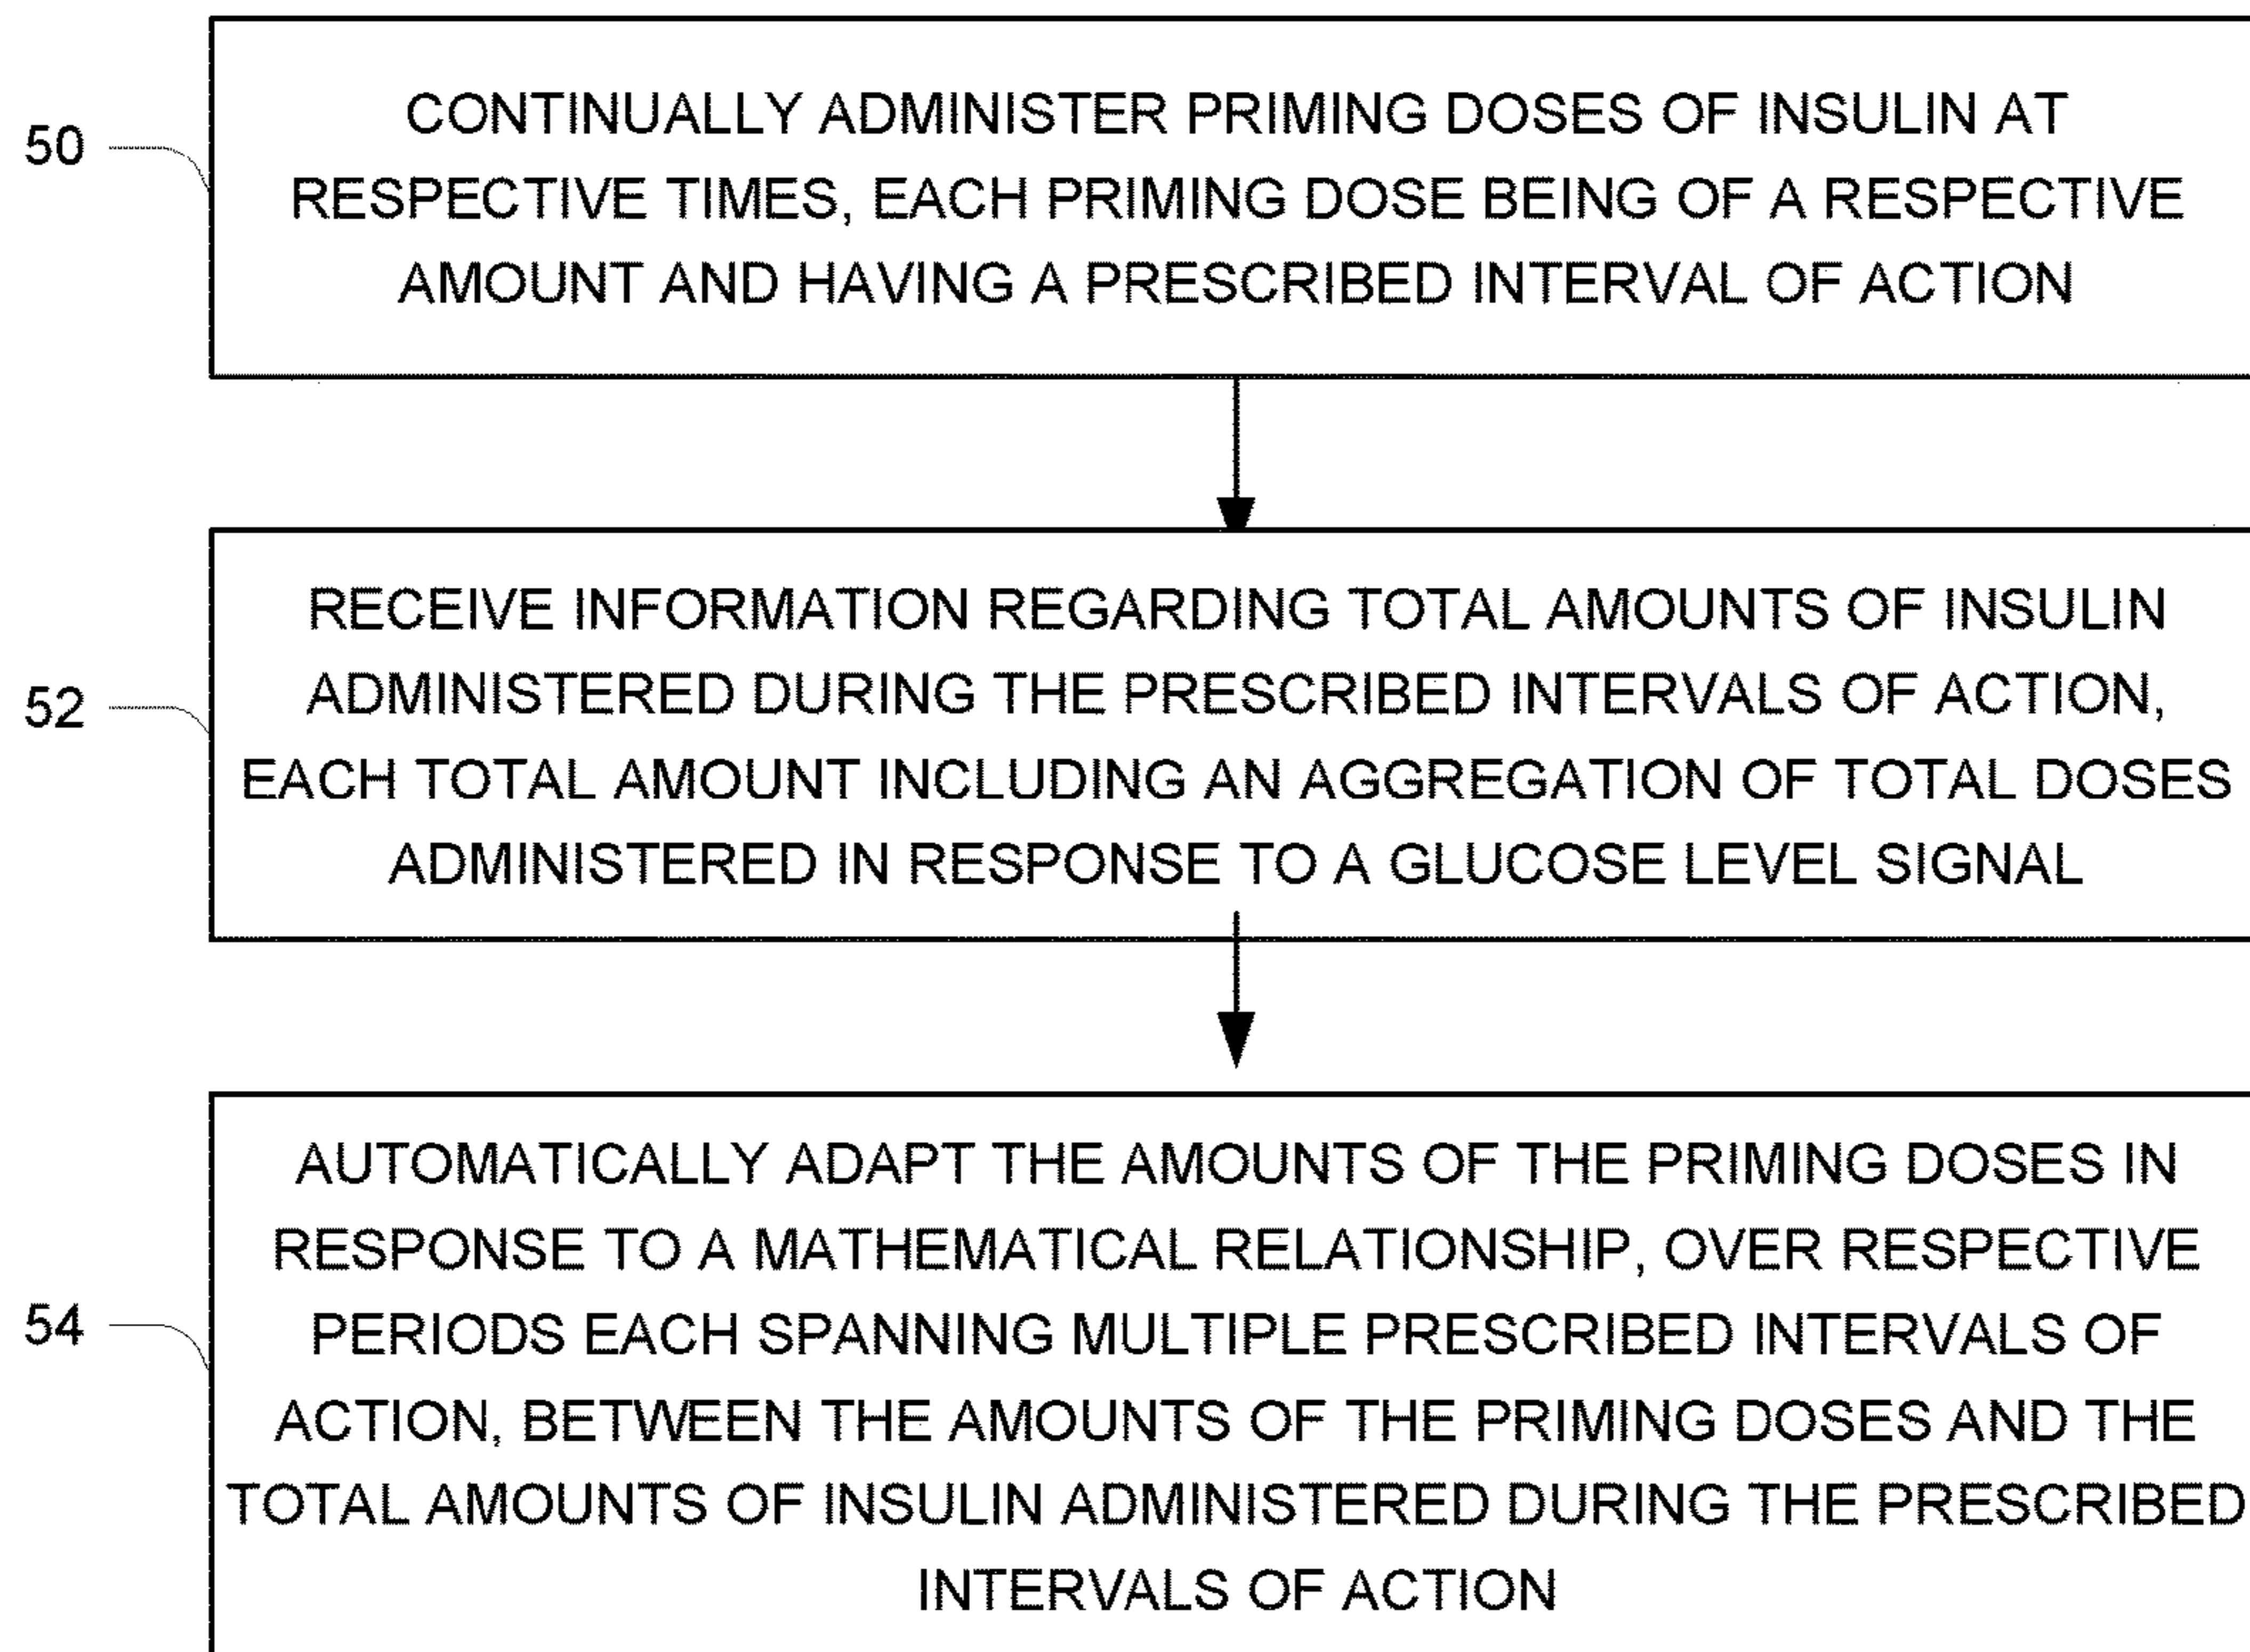 50
CONTINUALLY ADMINISTER PRIMING DOSES OF INSULIN AT
RESPECTIVE TIMES, EACH PRIMING DOSE BEING OF A RESPECTIVE
AMOUNT AND HAVING A PRESCRIBED INTERVAL OF ACTION
52
RECEIVE INFORMATION REGARDING TOTAL AMOUNTS OF INSULIN
ADMINISTERED DURING THE PRESCRIBED INTERVALS OF ACTION,
EACH TOTAL AMOUNT INCLUDING AN AGGREGATION OF TOTAL DOSES
ADMINISTERED IN RESPONSE TO A GLUCOSE LEVEL SIGNAL
54
AUTOMATICALLY ADAPT THE AMOUNTS OF THE PRIMING DOSES IN
RESPONSE TO A MATHEMATICAL RELATIONSHIP, OVER RESPECTIVE
PERIODS EACH SPANNING MULTIPLE PRESCRIBED INTERVALS OF
ACTION, BETWEEN THE AMOUNTS OF THE PRIMING DOSES AND THE
TOTAL AMOUNTS OF INSULIN ADMINISTERED DURING THE PRESCRIBED
INTERVALS OF ACTION